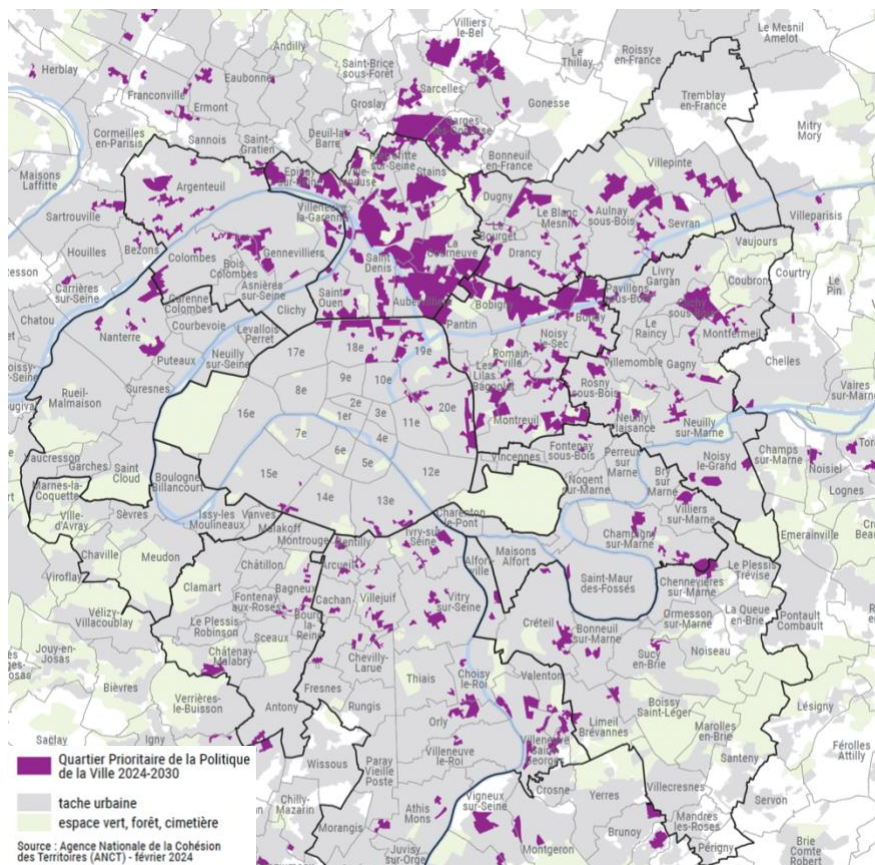 Villiers
le-Bel
Le Mesnil
Amelot
Andilly
Saint-Brice
sous-Forêt
Le
Thillay
Roissy
en-France
Herblay
Eaubonne
Franconville
Sarcelles
Ermont
Groslay
Gonesse
Tremblay
en-France
Cormeilles
en-Parisis
Sannois
Saint-
Gratien
Deuil-la
Barre
Bonneuil
en-France
Mitry
Mory
Maisons
Laffitte
Stains
Villepinte
Argenteuil
Dugny
Sartrouville
Villeneuve
la-Garenne
Le Blanc
Mesnil
Aulnay
sous-Bois
Sevran
Villeparisis
Houilles
Bezons
Colombes
Gennevilliers
Le
Bourget
Vaujours
Bois
Colombes
Saint
Denis
La
Courneuve
Drancy
Carrières
sur-Seine
Asnières
sur-Seine
Livry
Gargan
Coubron
Courtry
Le
Pin
La
Garenne
Colombes
Clichy
Saint
Ouen
Bobigny
Pavillons
sous-Bois
Chatou
Courbevoie
Levallois
Perret
Pantin
Bondy
Montfermeil
Nanterre
Noisy
le-Sec
Le
Raincy
Puteaux
Neuilly
sur-Seine
17e
18e
19e
Romain-
ville
Villemomble
Gagny
Chelles
Suresnes
8e
9e
10e
Les
Lilas
Bagnolet
Rosny
sous-Bois
Vaires
sur-Marne
Rueil-
Malmaison
16e
2e
1er
3e
11e
20e
Montreuil
Neuilly
Plaisance
Neuilly
sur-Marne
7e
4e
6e
5e
Fontenay
sous-Bois
Perreux
sur
Marne
Noisy
le-Grand
Champs
sur-Marne
Noisiel
Vaucresson
Garches
Saint
Cloud
15e
12e
Vincennes
Bry
sur
Marne
Lognes
Marnes-la-
Coquette
Boulogne
Billancourt
14e
13e
Nogent
sur-Marne
Villiers
sur-Marne
Ville-
d'Avray
Sèvres
Issy-les
Moulineaux
Vanves
Malakoff
Charenton
le-Pont
Champigny
sur-Marne
Emerainville
Montrouge
Gentilly
Ivry-sur
Seine
Chaville
Meudon
Châtillon
Arcueil
Alfort-
ville
Maisons
Alfort
Saint-Maur
des-Fossés
Chennevières
sur-Marne
Le Plessis
Trévise
Viroflay
Clamart
Bagneux
Cachan
Villejuif
Vitry
sur-Seine
Ormesson
sur-Marne
La Queue
en-Brie
Pontault
Combault
Vélizy-
Villacoublay
Fontenay
aux-Roses
Bourg
la-
Reine
Créteil
Bonneuil
sur-Marne
Le Plessis
Robinson
Sceaux
Chevilly
Larue
Sucy
en-Brie
Noiseau
Jouy-en
Josas
Châtenay
Malabry
Thiais
Choisy
le-Roi
Valenton
Bièvres
Verrières
le-Buisson
Fresnes
Rungis
Boissy
Saint-Léger
Lésigny
Antony
Orly
Limeil
Brévannes
Marolles
en-Brie
Saclay
Igny
Villeneuve
le-Roi
Villeneuve
Saint
Georges
Santeny
Férolles
Attilly
Wissous
Paray
Vieille
Poste
Crosne
Yerres
Villecresnes
Servon
Chilly-
Mazarin
Athis
Mons
Vigneux
sur-Seine
Mandres
les-Roses
Morangis
Brunoy
Périgny
Brie
Comte
Robert
Juvisy
sur-Orge
Montgeron
Quartier Prioritaire de la Politique
de la Ville 2024-2030
tache urbaine
espace vert, forêt, cimetière
Source : Agence Nationale de la Cohésion
des Territoires (ANCT) - février 2024